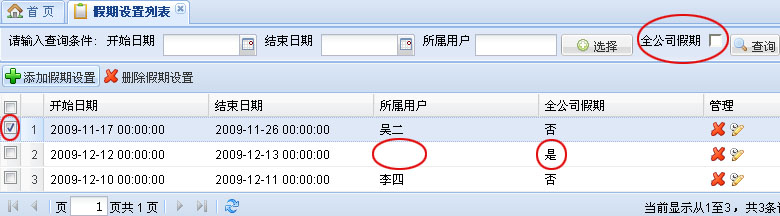 首 页 假期设置列表
请输入查询条件: 开始日期 结束日期 所属用户 选择 全公司假期 查询
添加假期设置 删除假期设置
开始日期 结束日期 所属用户 全公司假期 管理
1 2009-11-17 00:00:00 2009-11-26 00:00:00 吴二 否
2 2009-12-12 00:00:00 2009-12-13 00:00:00 是
3 2009-12-10 00:00:00 2009-12-11 00:00:00 李四 否
页 1 页共 1 页 当前显示从1至3，共3条